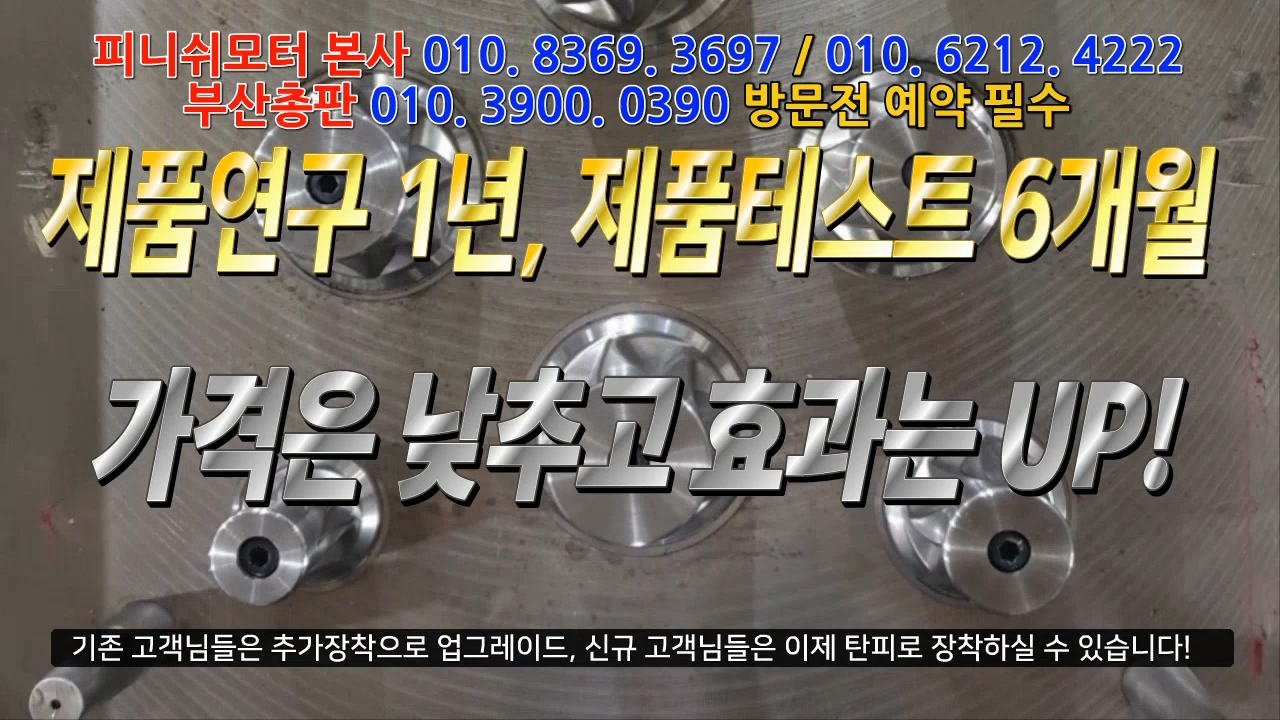 피니쉬모터 본사 010. 8369. 3697 / 010. 6212. 4222
부산총판 010. 3900. 0390 방문전 예약 필수
제품연구 1년, 제품테스트 6개월
가격은 낮추고 효과는 UP!
기존 고객님들은 추가장착으로 업그레이드, 신규 고객님들은 이제 탄피로 장착하실 수 있습니다!